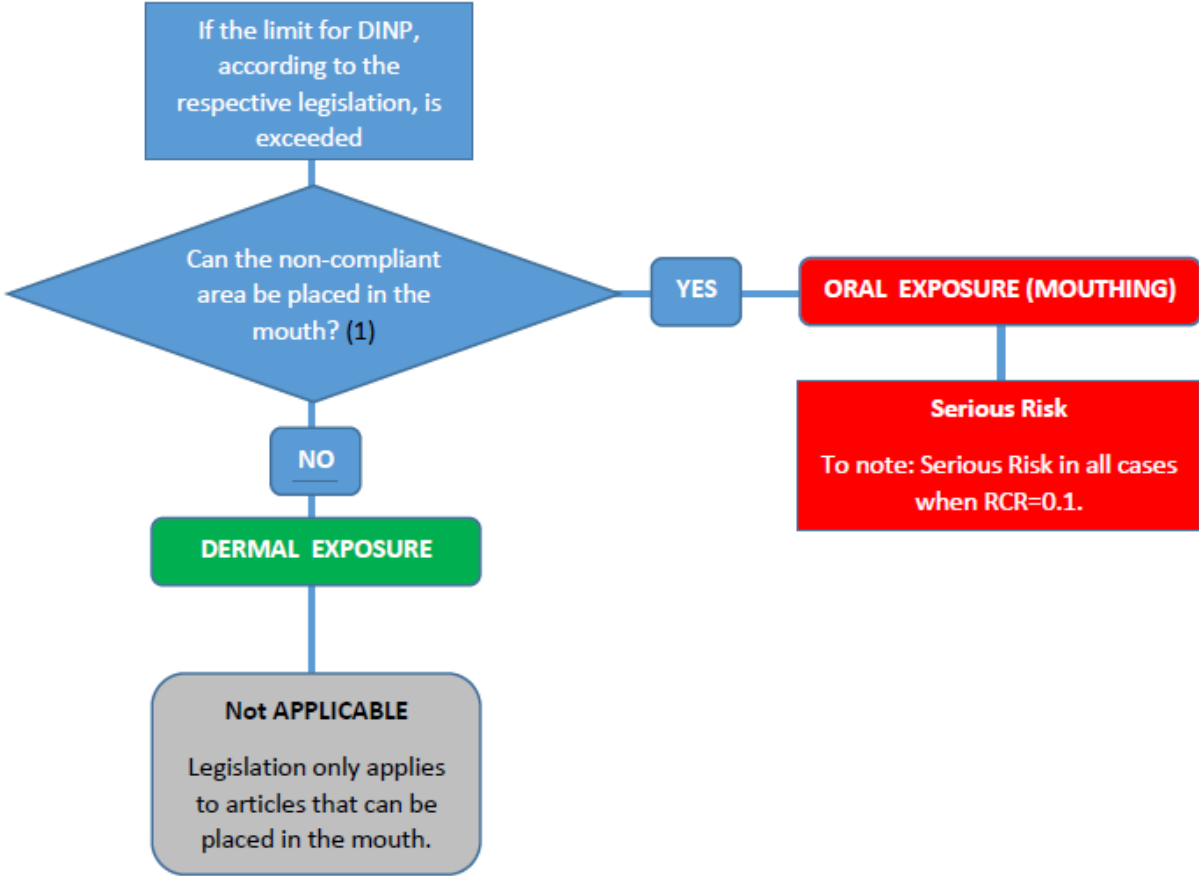 If the limit for DINP,
according to the
respective legislation, is
exceeded
Can the non-compliant
area be placed in the
mouth? (1)
YES
ORAL EXPOSURE (MOUTHING)
Serious Risk
To note: Serious Risk in all cases
when RCR=0.1.
NO
DERMAL EXPOSURE
Not APPLICABLE
Legislation only applies
to articles that can be
placed in the mouth.